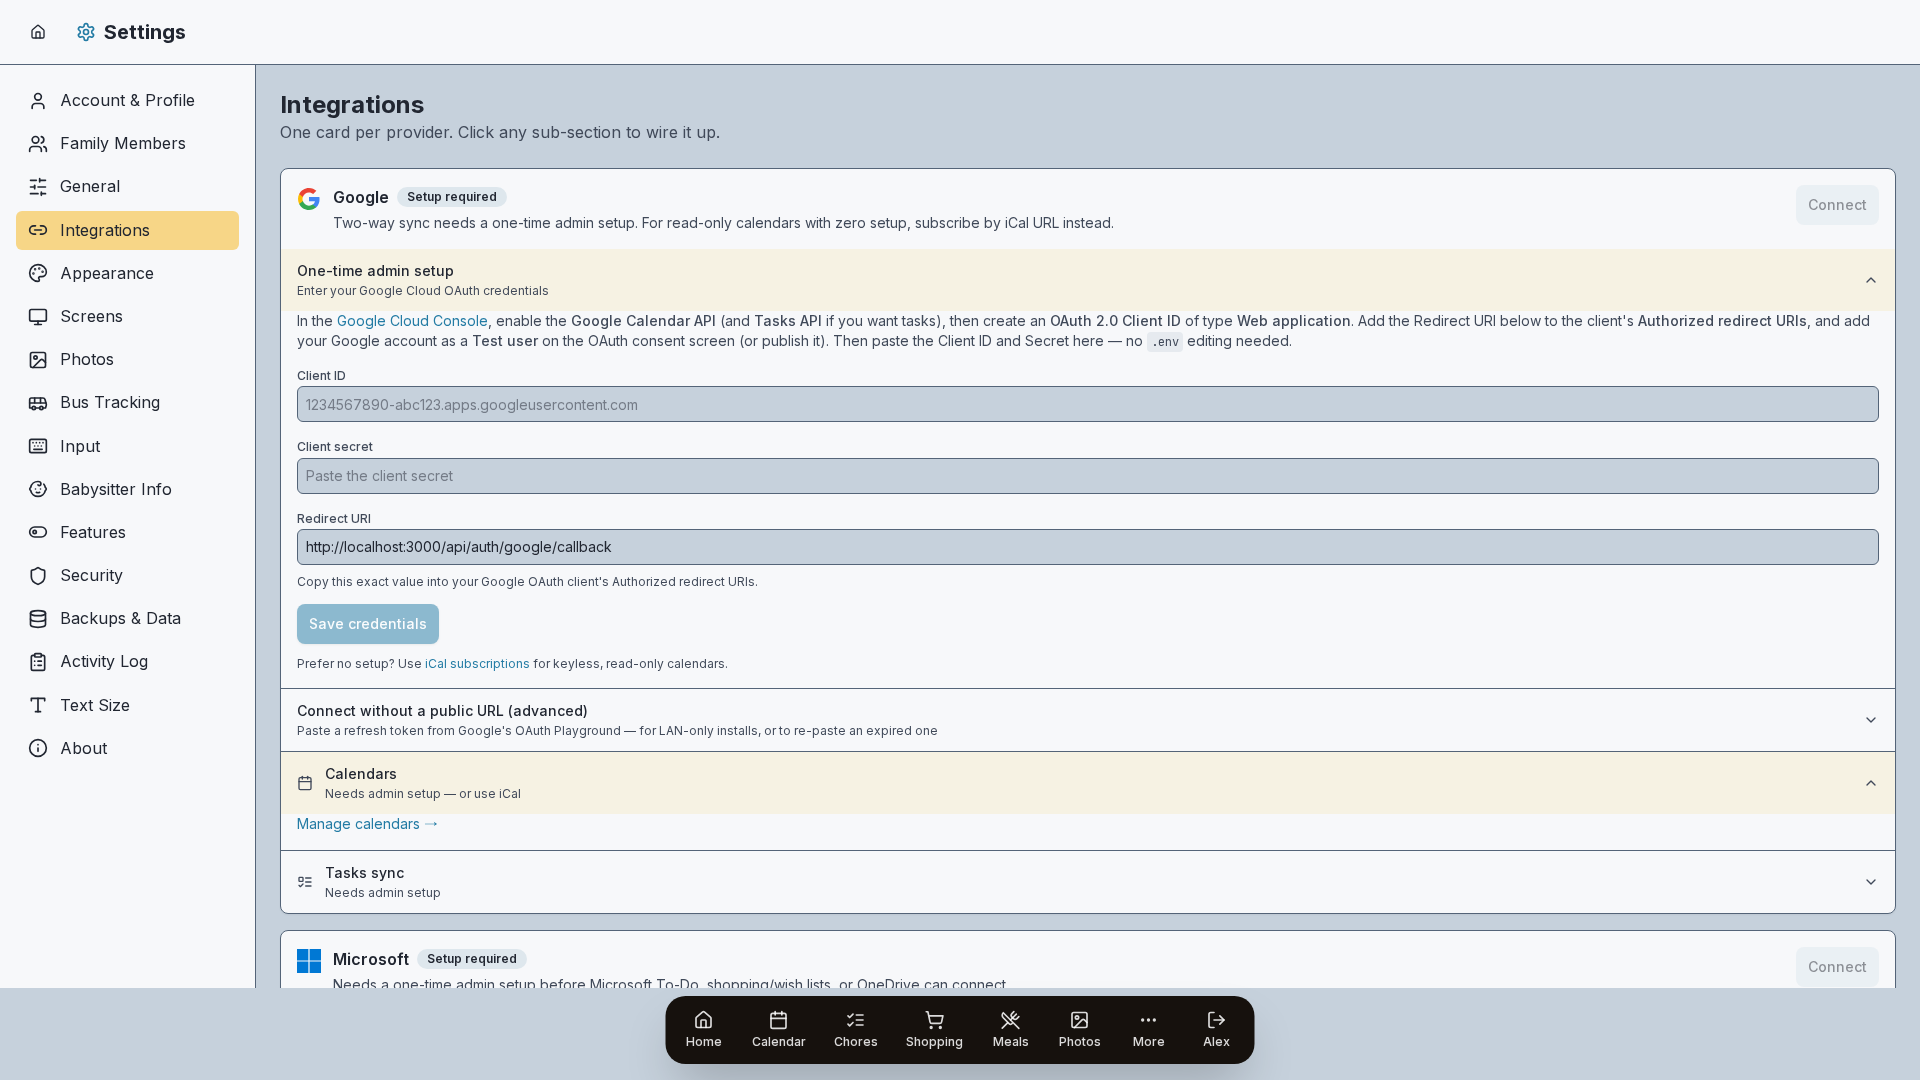 Settings
Account & Profile
Family Members
General
Integrations
Appearance
Screens
Photos
Bus Tracking
Input
Babysitter Info
Features
Security
Backups & Data
Activity Log
Text Size
About
Integrations
One card per provider. Click any sub-section to wire it up.
Google Setup required
Two-way sync needs a one-time admin setup. For read-only calendars with zero setup, subscribe by iCal URL instead.
Connect
One-time admin setup
Enter your Google Cloud OAuth credentials
In the Google Cloud Console, enable the Google Calendar API (and Tasks API if you want tasks), then create an OAuth 2.0 Client ID of type Web application. Add the Redirect URI below to the client's Authorized redirect URIs, and add
your Google account as a Test user on the OAuth consent screen (or publish it). Then paste the Client ID and Secret here — no .env editing needed.
Client ID
1234567890-abc123.apps.googleusercontent.com
Client secret
Paste the client secret
Redirect URI
http://localhost:3000/api/auth/google/callback
Copy this exact value into your Google OAuth client's Authorized redirect URIs.
Save credentials
Prefer no setup? Use iCal subscriptions for keyless, read-only calendars.
Connect without a public URL (advanced)
Paste a refresh token from Google's OAuth Playground — for LAN-only installs, or to re-paste an expired one
Calendars
Needs admin setup — or use iCal
Manage calendars →
Tasks sync
Needs admin setup
Microsoft Setup required
Needs a one-time admin setup before Microsoft To-Do, shopping/wish lists, or OneDrive can connect.
Connect
Home
Calendar
Chores
Shopping
Meals
Photos
More
Alex